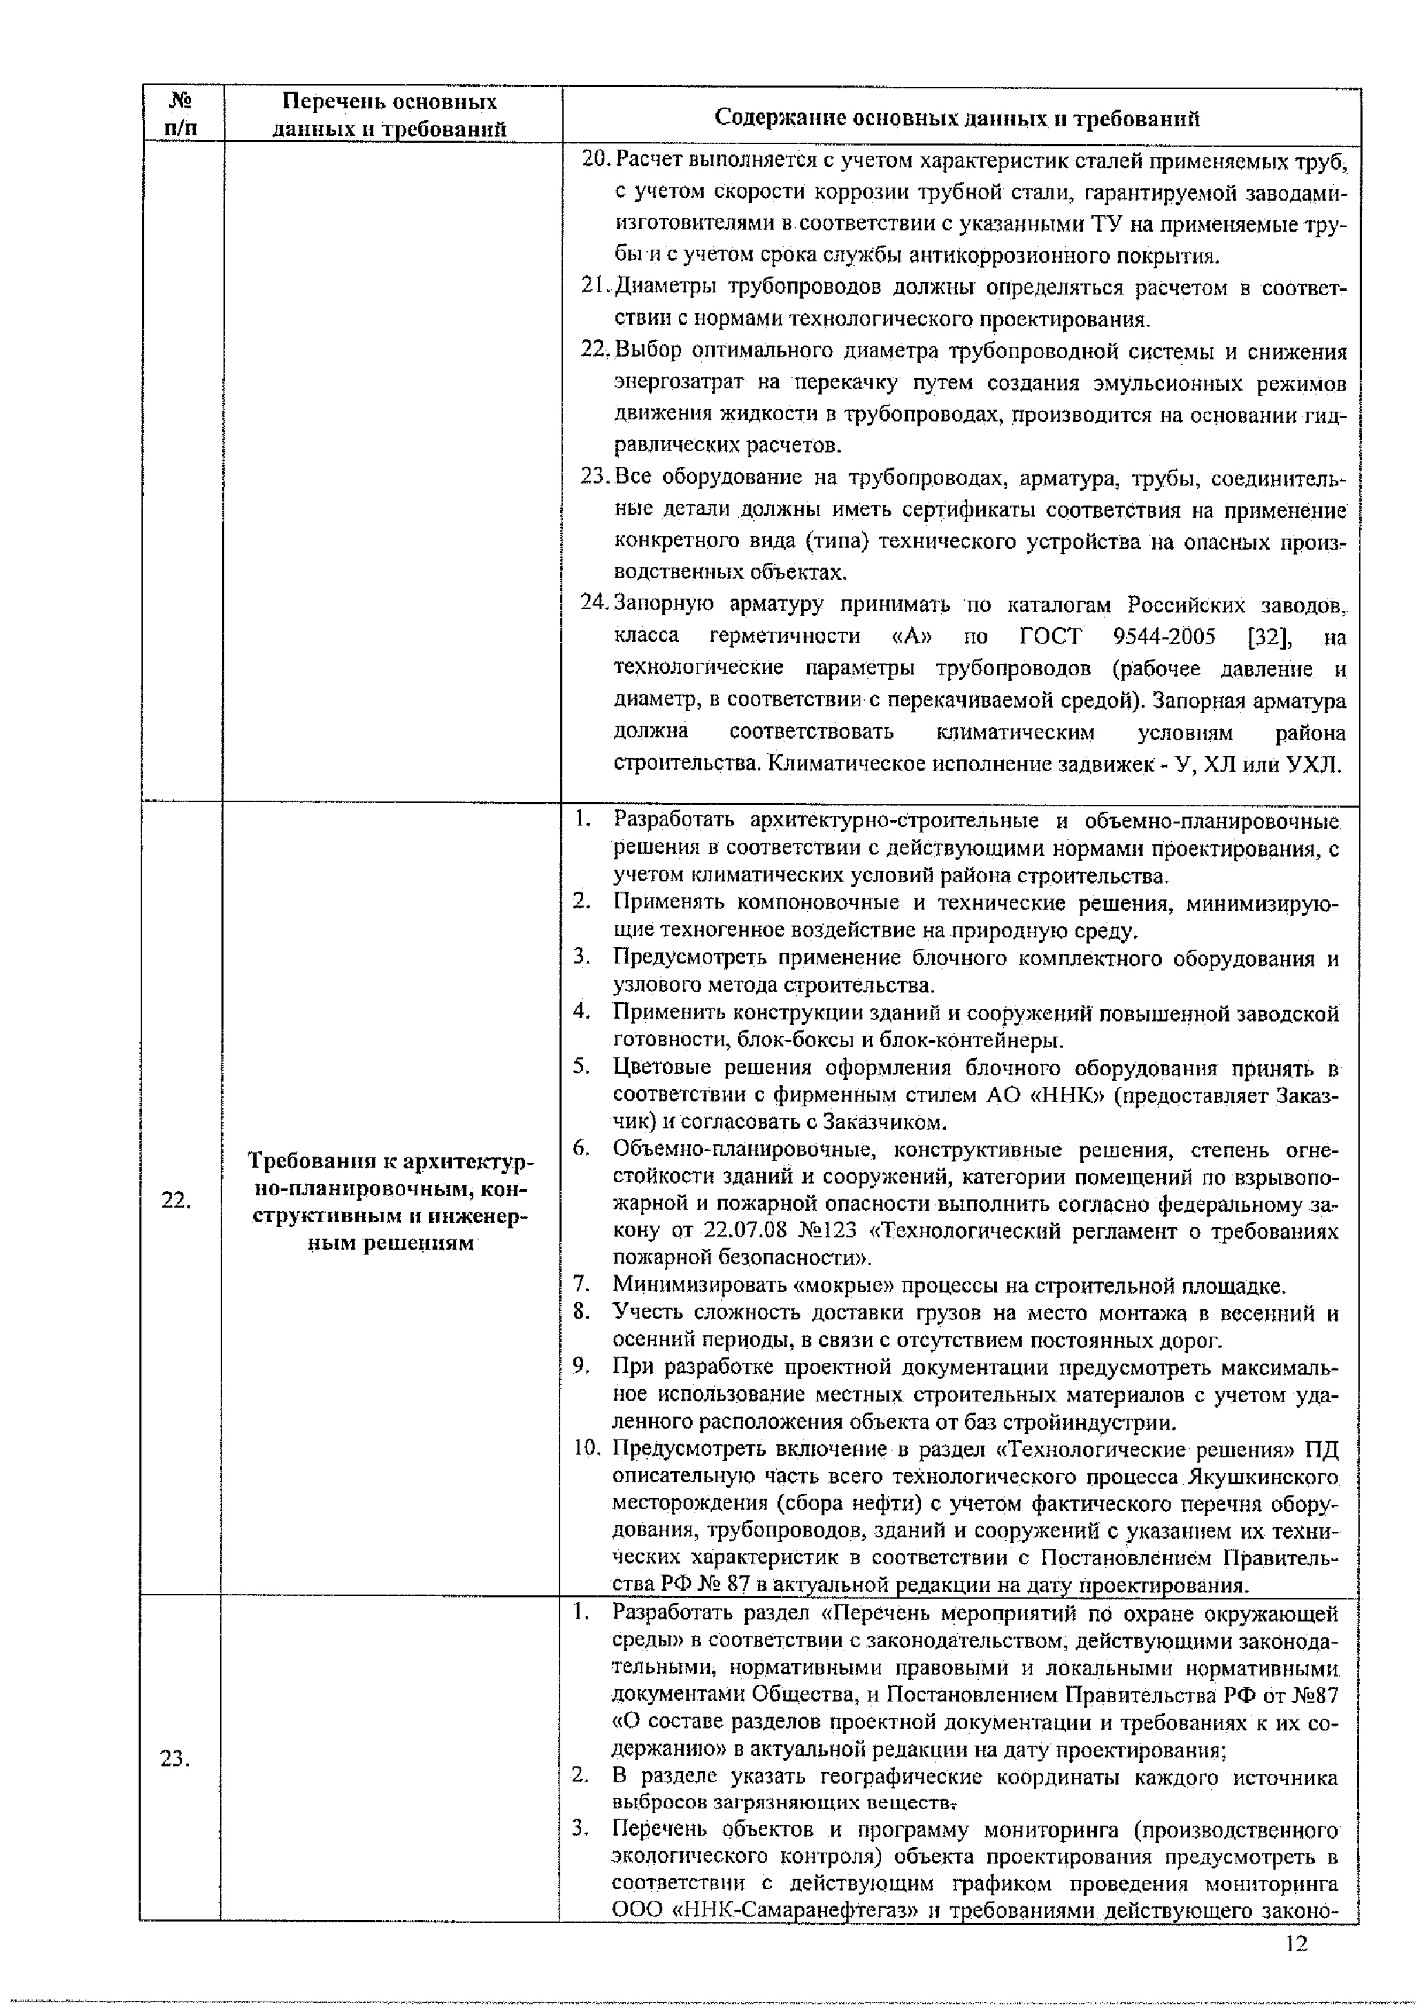 №
п/п
Перечень основных
данных и требований
Содержание основных данных и требований
20. Расчет выполняется с учетом характеристик сталей применяемых труб,
с учетом скорости коррозии трубной стали, гарантируемой заводами-
изготовителями в соответствии с указанными ТУ на применяемые тру-
бы и с учетом срока службы антикоррозионного покрытия.
21. Диаметры трубопроводов должны определяться расчетом в соответ-
ствии с нормами технологического проектирования.
22. Выбор оптимального диаметра трубопроводной системы и снижения
энергозатрат на перекачку путем создания эмульсионных режимов
движения жидкости в трубопроводах, производится на основании гид-
равлических расчетов.
23. Все оборудование на трубопроводах, арматура, трубы, соединитель-
ные детали должны иметь сертификаты соответствия на применение
конкретного вида (типа) технического устройства на опасных произ-
водственных объектах.
24. Запорную арматуру принимать по каталогам Российских заводов,
класса герметичности «А» по ГОСТ 9544-2005 [32], на
технологические параметры трубопроводов (рабочее давление и
диаметр, в соответствии с перекачиваемой средой). Запорная арматура
должна соответствовать климатическим условиям района
строительства. Климатическое исполнение задвижек - У, ХЛ или УХЛ.
22.
Требования к архитектур-
но-планировочным, кон-
структивным и инженер-
ным решениям
1. Разработать архитектурно-строительные и объемно-планировочные
решения в соответствии с действующими нормами проектирования, с
учетом климатических условий района строительства.
2. Применять компоновочные и технические решения, минимизирую-
щие техногенное воздействие на природную среду.
3. Предусмотреть применение блочного комплектного оборудования и
узлового метода строительства.
4. Применить конструкции зданий и сооружений повышенной заводской
готовности, блок-боксы и блок-контейнеры.
5. Цветовые решения оформления блочного оборудования принять в
соответствии с фирменным стилем АО «ННК» (предоставляет Заказ-
чик) и согласовать с Заказчиком.
6. Объемно-планировочные, конструктивные решения, степень огне-
стойкости зданий и сооружений, категории помещений по взрывопо-
жарной и пожарной опасности выполнить согласно федеральному за-
кону от 22.07.08 №123 «Технологический регламент о требованиях
пожарной безопасности».
7. Минимизировать «мокрые» процессы на строительной площадке.
8. Учесть сложность доставки грузов на место монтажа в весенний и
осенний периоды, в связи с отсутствием постоянных дорог.
9. При разработке проектной документации предусмотреть максималь-
ное использование местных строительных материалов с учетом уда-
ленного расположения объекта от баз стройиндустрии.
10. Предусмотреть включение в раздел «Технологические решения» ПД
описательную часть всего технологического процесса Якушкинского
месторождения (сбора нефти) с учетом фактического перечня обору-
дования, трубопроводов, зданий и сооружений с указанием их техни-
ческих характеристик в соответствии с Постановлением Правитель-
ства РФ № 87 в актуальной редакции на дату проектирования.
23.
1. Разработать раздел «Перечень мероприятий по охране окружающей
среды» в соответствии с законодательством, действующими законода-
тельными, нормативными правовыми и локальными нормативными
документами Общества, и Постановлением Правительства РФ от №87
«О составе разделов проектной документации и требованиях к их со-
держанию» в актуальной редакции на дату проектирования;
2. В разделе указать географические координаты каждого источника
выбросов загрязняющих веществ.
3. Перечень объектов и программу мониторинга (производственного
экологического контроля) объекта проектирования предусмотреть в
соответствии с действующим графиком проведения мониторинга
ООО «ННК-Самаранефтегаз» и требованиями действующего законо-
12